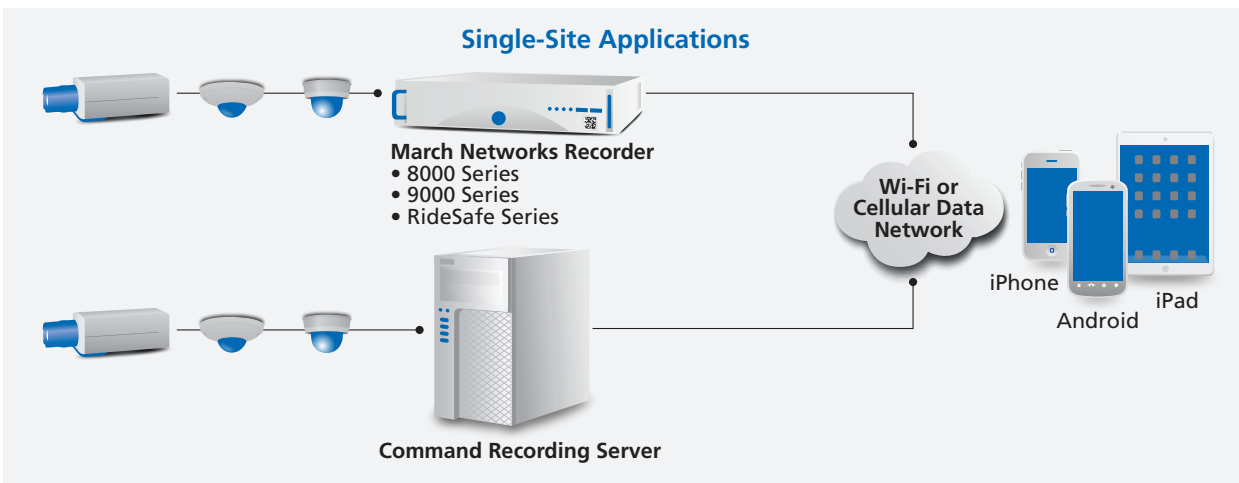 Single-Site Applications
March Networks Recorder
• 8000 Series
• 9000 Series
• RideSafe Series
Wi-Fi or
Cellular Data
Network
iPhone
Android
iPad
Command Recording Server